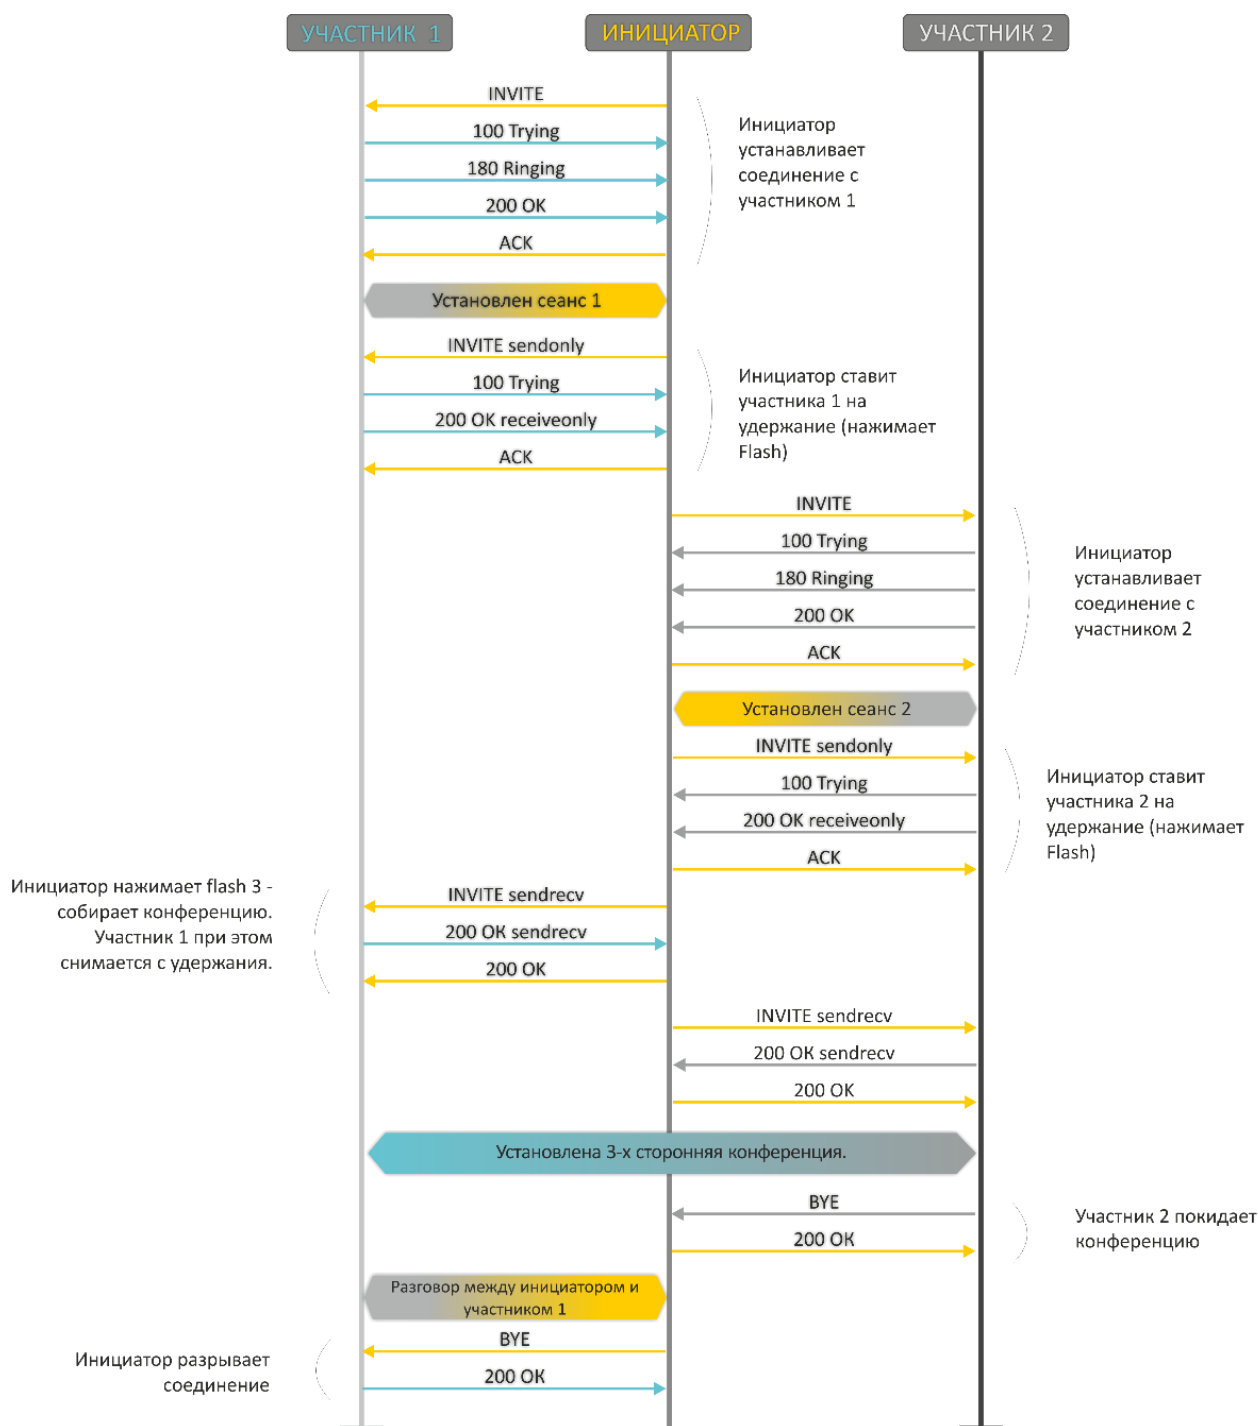 УЧАСТНИК 1
ИНИЦИАТОР
УЧАСТНИК 2
INVITE
100 Trying
180 Ringing
200 OK
ACK
Инициатор
устанавливает
соединение с
участником 1
Установлен сеанс 1
INVITE sendonly
100 Trying
200 OK receiveonly
ACK
Инициатор ставит
участника 1 на
удержание (нажимает
Flash)
INVITE
100 Trying
180 Ringing
200 OK
ACK
Инициатор
устанавливает
соединение с
участником 2
Установлен сеанс 2
INVITE sendonly
100 Trying
200 OK receiveonly
ACK
Инициатор ставит
участника 2 на
удержание (нажимает
Flash)
Инициатор нажимает flash 3 -
собирает конференцию.
Участник 1 при этом
снимается с удержания.
INVITE sendrecv
200 OK sendrecv
200 OK
INVITE sendrecv
200 OK sendrecv
200 OK
Установлена 3-х сторонняя конференция.
BYE
200 OK
Участник 2 покидает
конференцию
Разговор между инициатором и
участником 1
BYE
200 OK
Инициатор разрывает
соединение